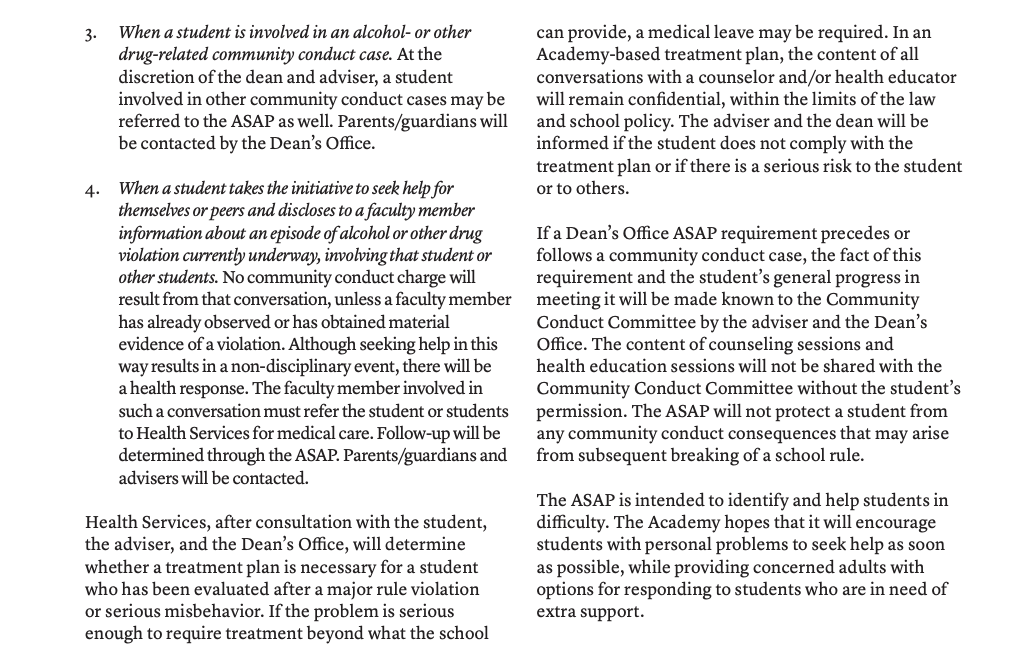 3. When a student is involved in an alcohol- or other
drug-related community conduct case. At the
discretion of the dean and adviser, a student
involved in other community conduct cases may be
referred to the ASAP as well. Parents/guardians will
be contacted by the Dean’s Office.
4. When a student takes the initiative to seek help for
themselves or peers and discloses to a faculty member
information about an episode of alcohol or other drug
violation currently underway, involving that student or
other students. No community conduct charge will
result from that conversation, unless a faculty member
has already observed or has obtained material
evidence of a violation. Although seeking help in this
way results in a non-disciplinary event, there will be
a health response. The faculty member involved in
such a conversation must refer the student or students
to Health Services for medical care. Follow-up will be
determined through the ASAP. Parents/guardians and
advisers will be contacted.
Health Services, after consultation with the student,
the adviser, and the Dean’s Office, will determine
whether a treatment plan is necessary for a student
who has been evaluated after a major rule violation
or serious misbehavior. If the problem is serious
enough to require treatment beyond what the school
can provide, a medical leave may be required. In an
Academy-based treatment plan, the content of all
conversations with a counselor and/or health educator
will remain confidential, within the limits of the law
and school policy. The adviser and the dean will be
informed if the student does not comply with the
treatment plan or if there is a serious risk to the student
or to others.
If a Dean’s Office ASAP requirement precedes or
follows a community conduct case, the fact of this
requirement and the student’s general progress in
meeting it will be made known to the Community
Conduct Committee by the adviser and the Dean’s
Office. The content of counseling sessions and
health education sessions will not be shared with the
Community Conduct Committee without the student’s
permission. The ASAP will not protect a student from
any community conduct consequences that may arise
from subsequent breaking of a school rule.
The ASAP is intended to identify and help students in
difficulty. The Academy hopes that it will encourage
students with personal problems to seek help as soon
as possible, while providing concerned adults with
options for responding to students who are in need of
extra support.